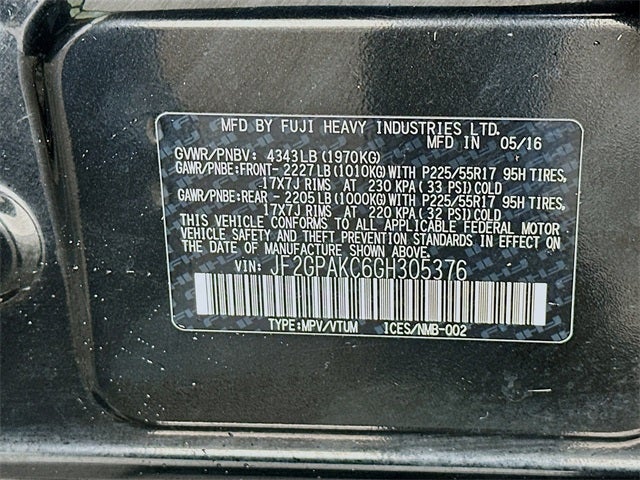 MFD BY FUJI HEAVY INDUSTRIES LTD.
MFD IN 05/16
GVWR/PNBV: 4343LB(1970KG)
GAWR/PNBE:FRONT- 2227LB(1010KG)WITH P225/55R17 95H TIRES,
17X7J RIMS AT 230 KPA(33 PSI)COLD
GAWR/PNBE:REAR - 2205LB(1000KG)WITH P225/55R17 95H TIRES,
17X7J RIMS AT 220 KPA(32 PSI)COLD
THIS VEHICLE CONFORMS TO ALL APPLICABLE FEDERAL MOTOR
VEHICLE SAFETY AND THEFT PREVENTION STANDARDS IN EFFECT ON
THE DATE OF MANUFACTURE SHOWN ABOVE.
VIN: JF2GPAKC6GH305376
TYPE:MPV/VTUM ICES/NMB-002